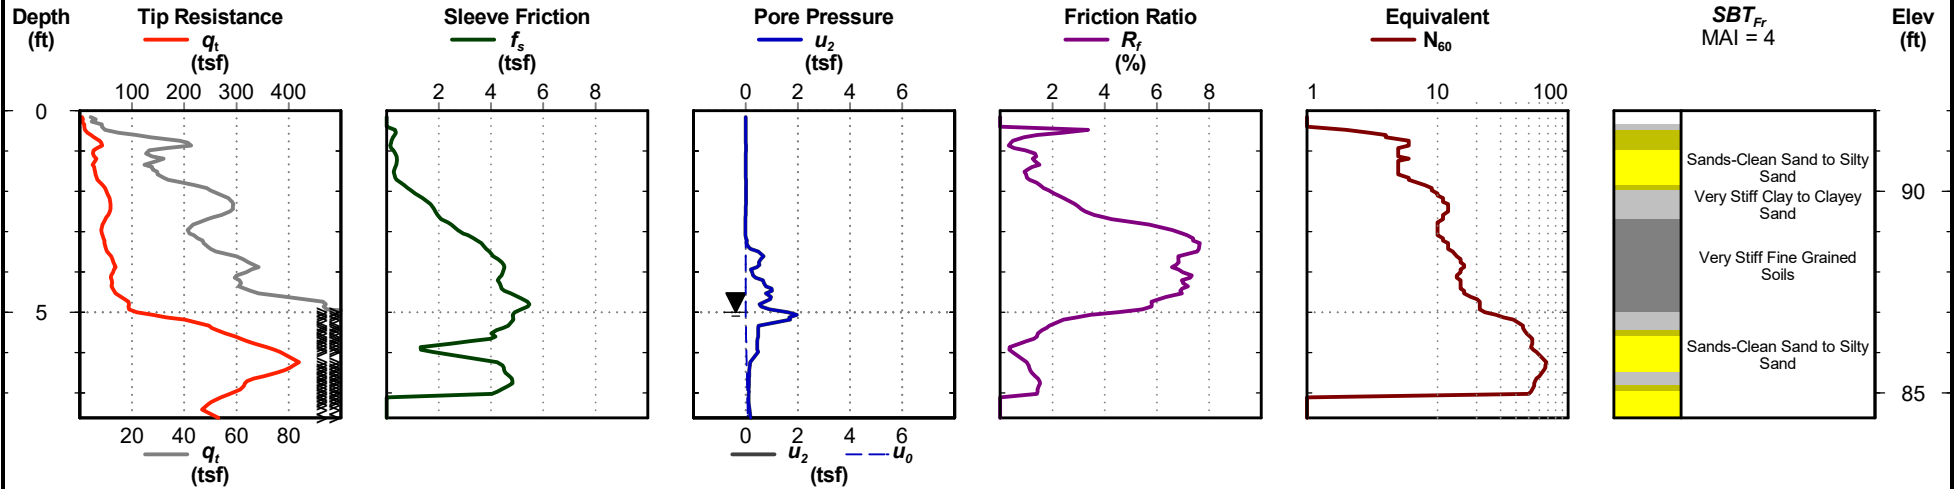 Depth
(ft)
Tip Resistance
qt
(tsf)
Sleeve Friction
fs
(tsf)
Pore Pressure
u2
(tsf)
Friction Ratio
Rf
(%)
Equivalent
N60
SBTFr
MAI = 4
Elev
(ft)
100 200 300 400
2 4 6 8
0 2 4 6
2 4 6 8
1 10 100
0
5
90
85
Sands-Clean Sand to Silty
Sand
Very Stiff Clay to Clayey
Sand
Very Stiff Fine Grained
Soils
Sands-Clean Sand to Silty
Sand
20 40 60 80
qt
(tsf)
0 2 4 6
u2 u0
(tsf)